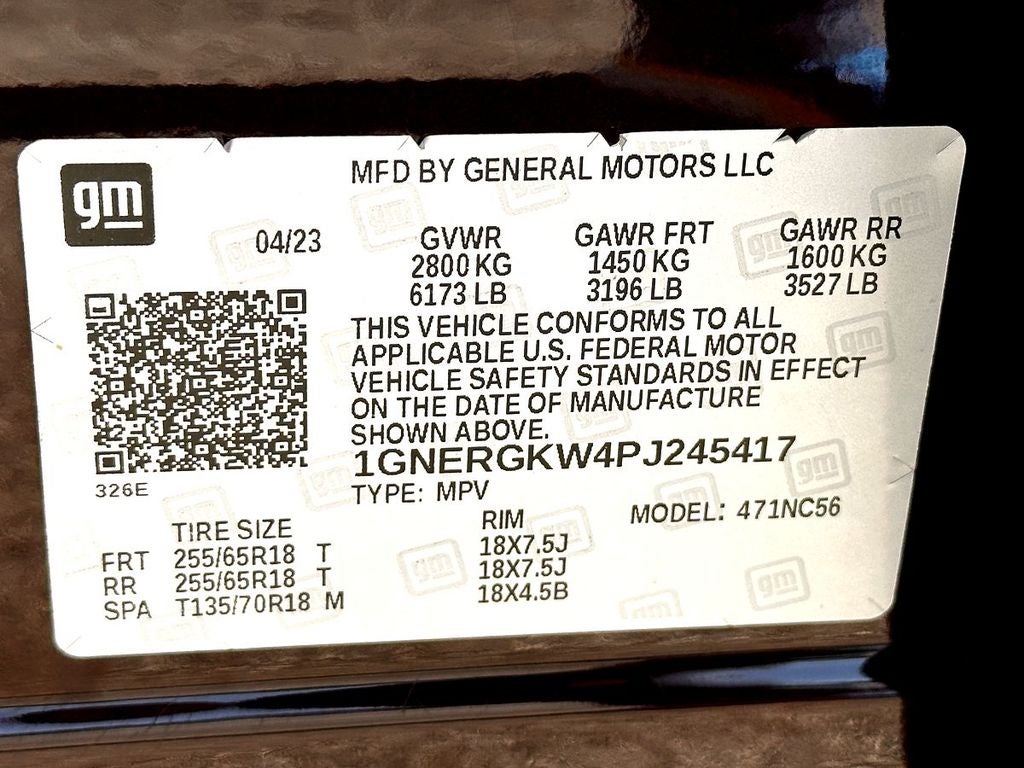 gm
MFD BY GENERAL MOTORS LLC
04/23
GVWR GAWR FRT GAWR RR
2800 KG 1450 KG 1600 KG
6173 LB 3196 LB 3527 LB
THIS VEHICLE CONFORMS TO ALL
APPLICABLE U.S. FEDERAL MOTOR
VEHICLE SAFETY STANDARDS IN EFFECT
ON THE DATE OF MANUFACTURE
SHOWN ABOVE.
1GNERGKW4PJ245417
326E
TYPE: MPV
MODEL: 471NC56
TIRE SIZE RIM
FRT 255/65R18 T 18X7.5J
RR 255/65R18 T 18X7.5J
SPA T135/70R18 M 18X4.5B